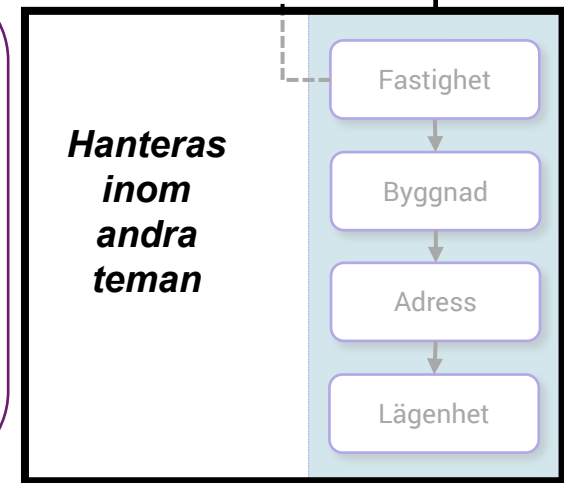 Hanteras
inom
andra
teman
Fastighet
Byggnad
Adress
Lägenhet